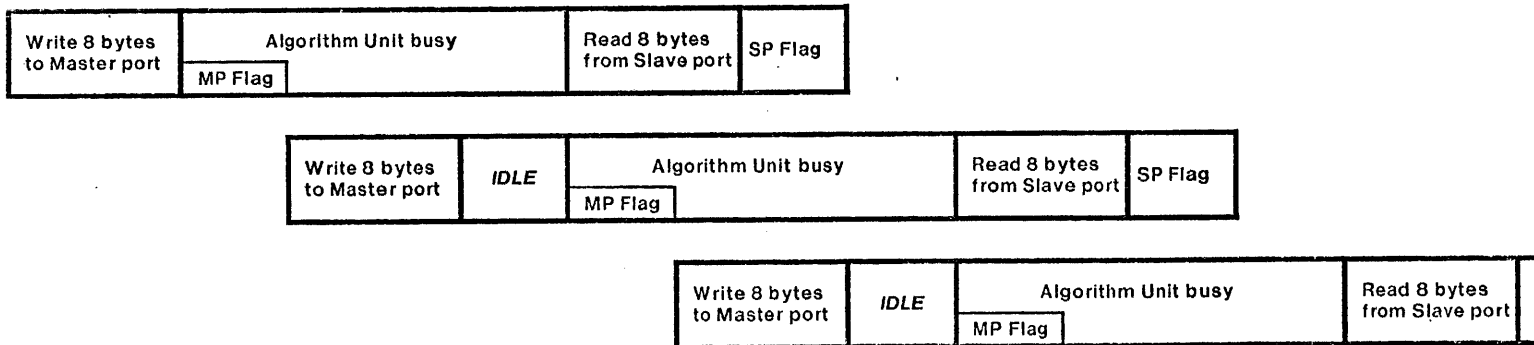 Write 8 bytes
to Master port
Algorithm Unit busy
MP Flag
Read 8 bytes
from Slave port
SP Flag
Write 8 bytes
to Master port
IDLE
Algorithm Unit busy
MP Flag
Read 8 bytes
from Slave port
SP Flag
Write 8 bytes
to Master port
IDLE
Algorithm Unit busy
MP Flag
Read 8 bytes
from Slave port